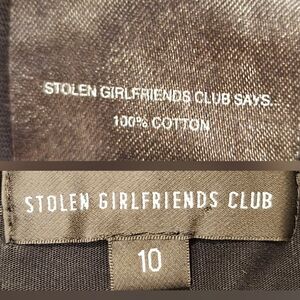 STOLEN GIRLFRIENDS CLUB SAYS...
100% COTTON
STOLEN GIRLFRIENDS CLUB
10